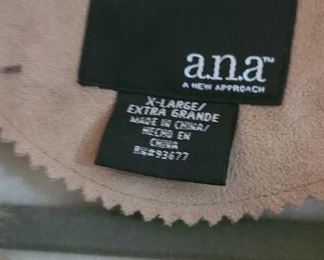 a.n.a™
A NEW APPROACH
X-LARGE/
EXTRA GRANDE
MADE IN CHINA/
HECHO EN
CHINA
RN#93677